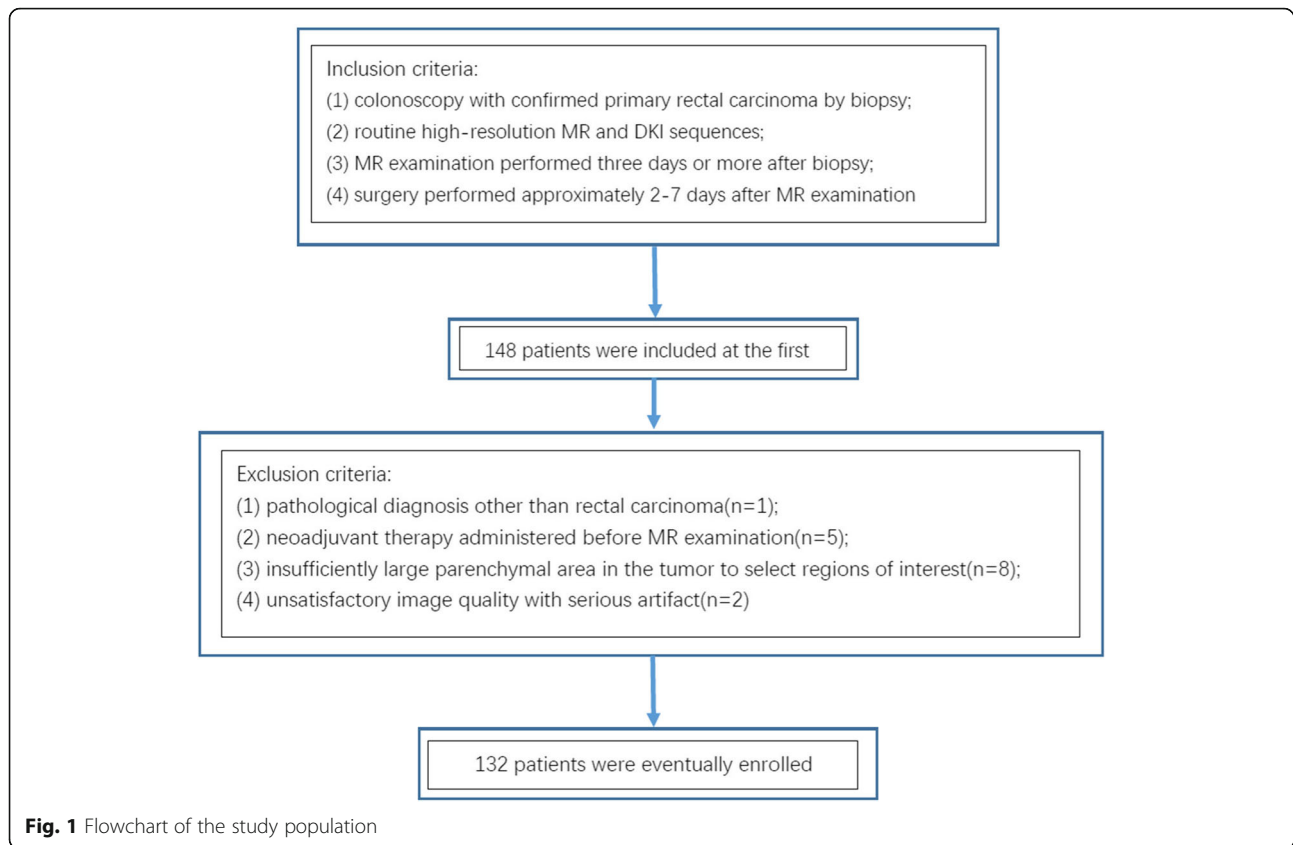 Inclusion criteria:
(1) colonoscopy with confirmed primary rectal carcinoma by biopsy;
(2) routine high-resolution MR and DKI sequences;
(3) MR examination performed three days or more after biopsy;
(4) surgery performed approximately 2-7 days after MR examination
148 patients were included at the first
Exclusion criteria:
(1) pathological diagnosis other than rectal carcinoma(n=1);
(2) neoadjuvant therapy administered before MR examination(n=5);
(3) insufficiently large parenchymal area in the tumor to select regions of interest(n=8);
(4) unsatisfactory image quality with serious artifact(n=2)
132 patients were eventually enrolled
Fig. 1 Flowchart of the study population